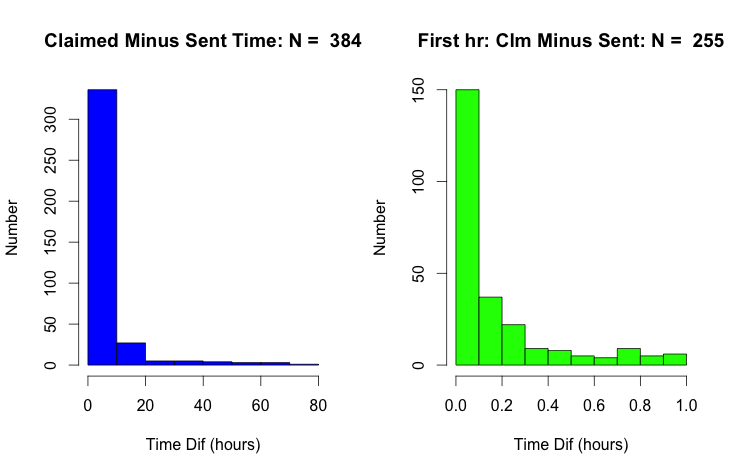 Claimed Minus Sent Time: N =  384
Number
0 50 100 150 200 250 300
0 20 40 60 80
Time Dif (hours)
First hr: Clm Minus Sent: N =  255
Number
0 50 100 150
0.0 0.2 0.4 0.6 0.8 1.0
Time Dif (hours)